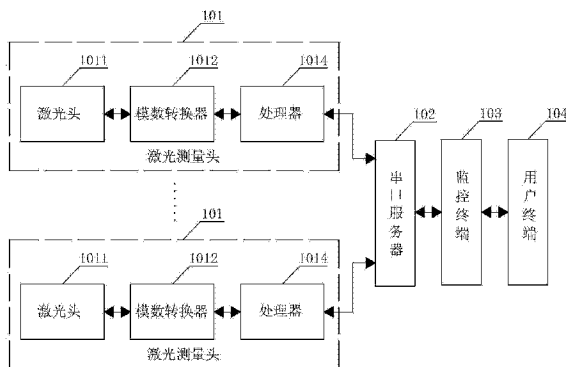 101
1011
1012
1014
激光头
模数转换器
处理器
激光测量头
102
103
104
串口服务器
监控终端
用户终端
101
1011
1012
1014
激光头
模数转换器
处理器
激光测量头